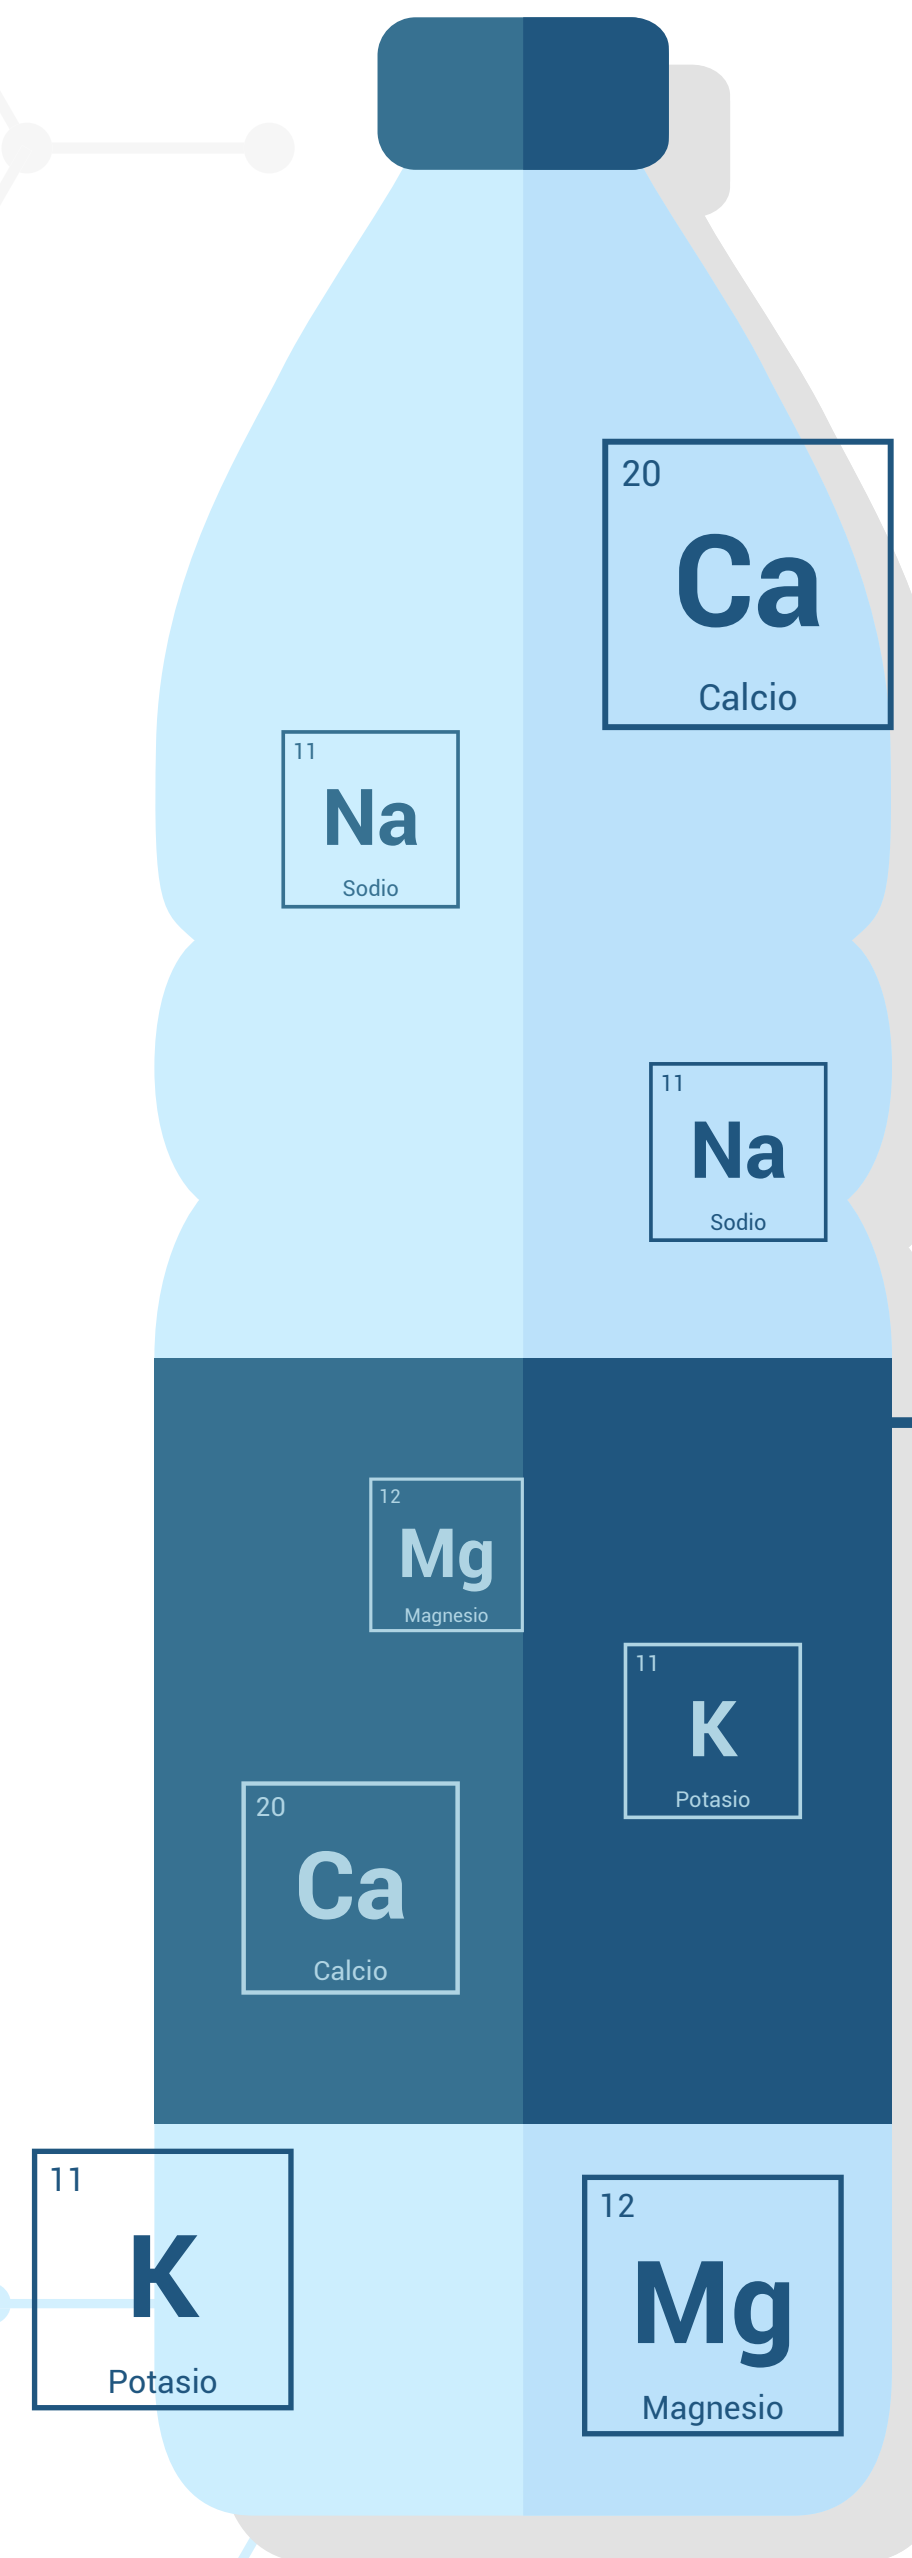 20
Ca
Calcio
11
Na
Sodio
11
Na
Sodio
12
Mg
Magnesio
11
K
Potasio
20
Ca
Calcio
11
K
Potasio
12
Mg
Magnesio